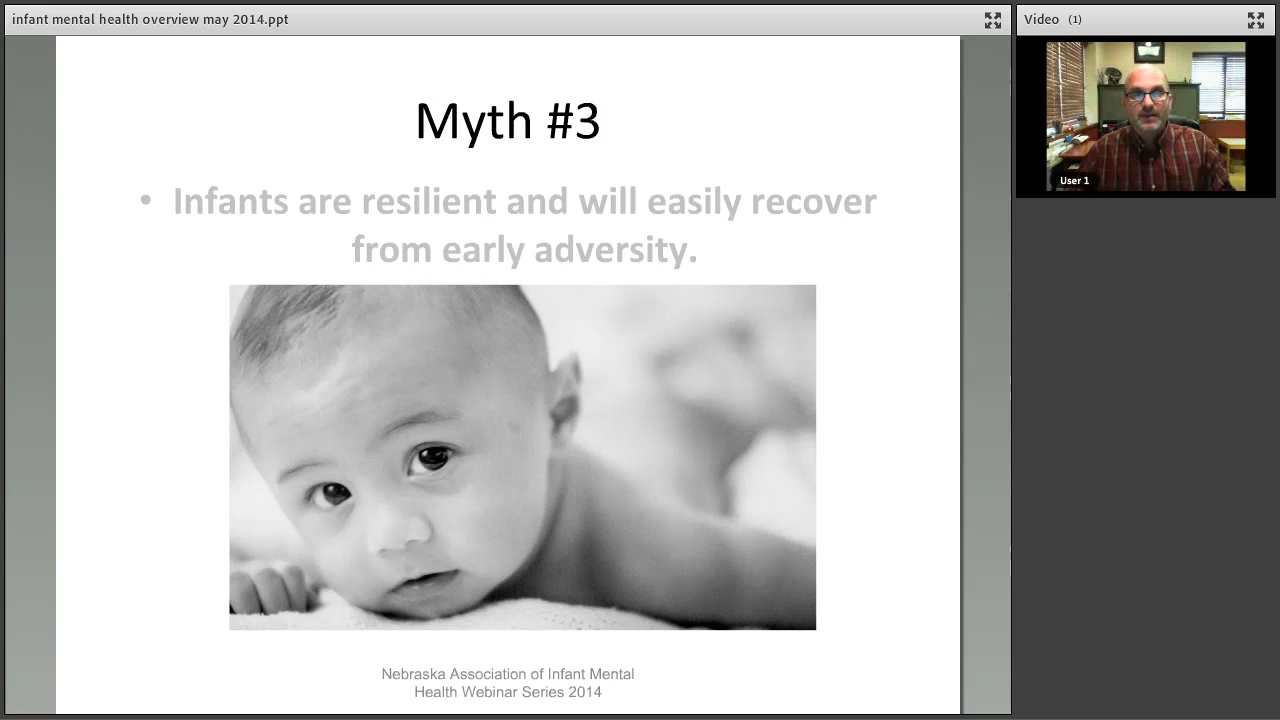 infant mental health overview may 2014.ppt
Video (1)
User 1
Myth #3
• Infants are resilient and will easily recover
from early adversity.
Nebraska Association of Infant Mental
Health Webinar Series 2014